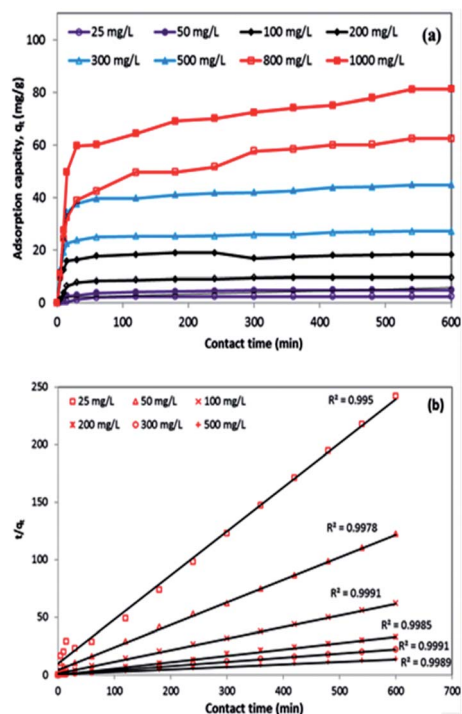 100
80
60
40
20
0
Adsorption capacity, qt (mg/g)
25 mg/L 50 mg/L 100 mg/L 200 mg/L
300 mg/L 500 mg/L 800 mg/L 1000 mg/L
(a)
0 100 200 300 400 500 600
Contact time (min)
250
200
150
100
50
0
t/qt
25 mg/L 50 mg/L 100 mg/L
200 mg/L 300 mg/L 500 mg/L
(b)
R² = 0.995
R² = 0.9978
R² = 0.9991
R² = 0.9985
R² = 0.9991
R² = 0.9989
0 100 200 300 400 500 600 700
Contact time (min)